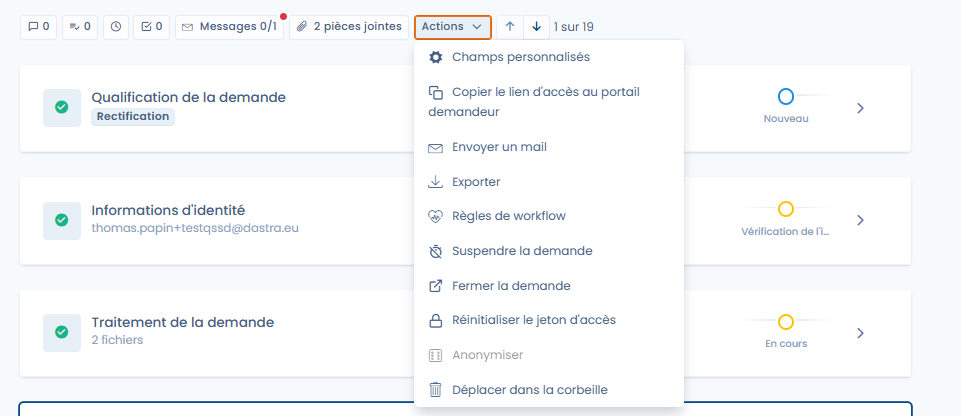 0 0 0 Messages 0/1 2 pièces jointes Actions 1 sur 19
Champs personnalisés
Copier le lien d'accès au portail
demandeur
Envoyer un mail
Exporter
Règles de workflow
Suspendre la demande
Fermer la demande
Réinitialiser le jeton d'accès
Anonymiser
Déplacer dans la corbeille
Qualification de la demande
Rectification
Nouveau
Informations d'identité
thomas.papin+testqssd@dastra.eu
Vérification de l'i...
Traitement de la demande
2 fichiers
En cours